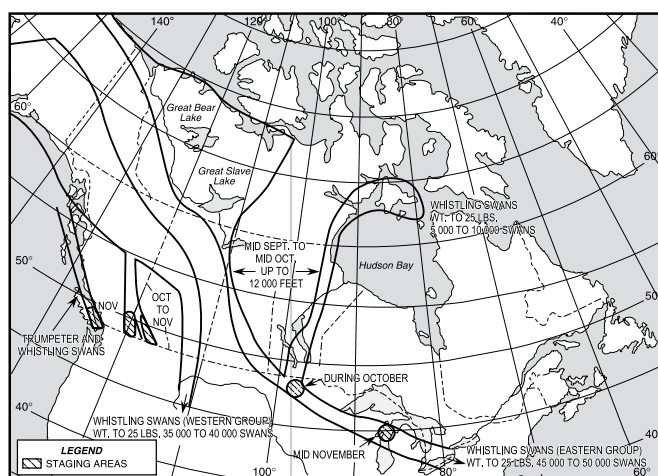 140°
120°
100°
80°
60°
40°
60°
Great Bear
Lake
60°
Great Slave
Lake
WHISTLING SWANS
WT. TO 25 LBS,
5 000 TO 10 000 SWANS
MID SEPT. TO
MID OCT.
UP TO
12 000 FEET
Hudson Bay
50°
50°
NOV
OCT
TO
NOV
TRUMPETER AND
WHISTLING SWANS
DURING OCTOBER
40°
40°
WHISTLING SWANS (WESTERN GROUP)
WT. TO 25 LBS, 35 000 TO 40 000 SWANS
MID NOVEMBER
WHISTLING SWANS (EASTERN GROUP)
WT. TO 25 LBS, 45 000 TO 50 000 SWANS
LEGEND
STAGING AREAS
100°
80°
60°